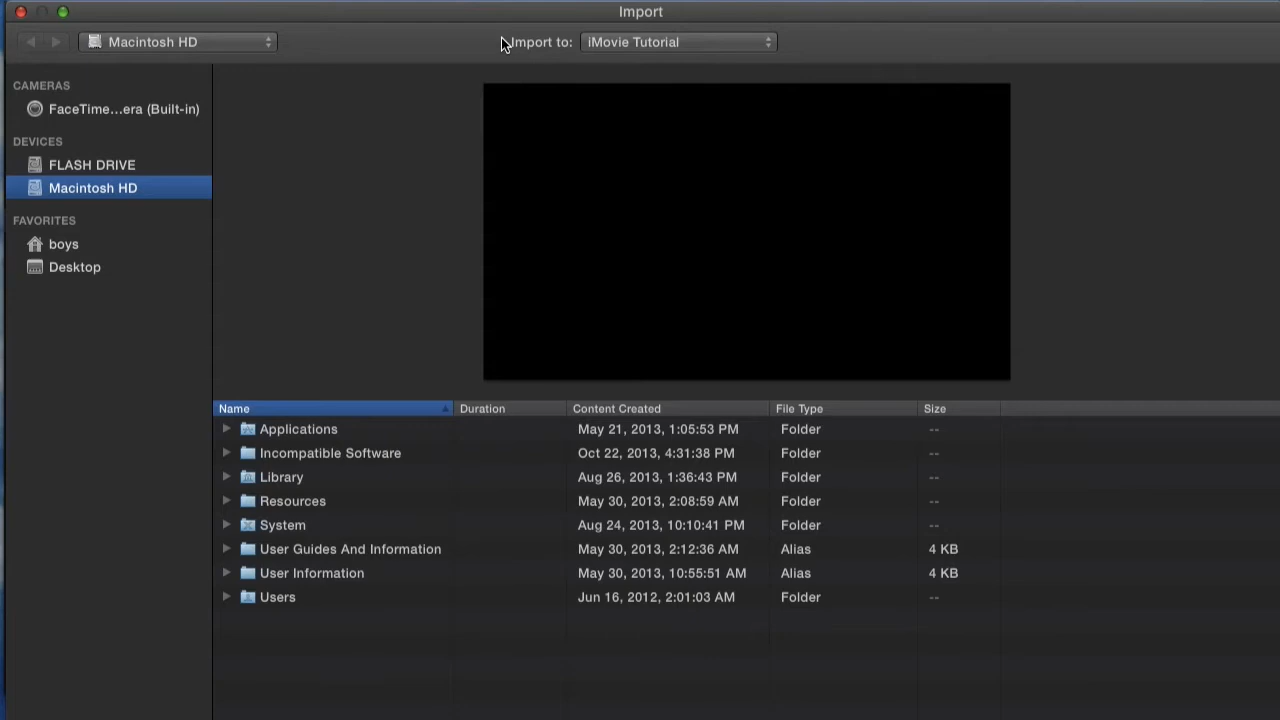 Import
Macintosh HD
Import to: iMovie Tutorial
CAMERAS
FaceTime...era (Built-in)
DEVICES
FLASH DRIVE
Macintosh HD
FAVORITES
boys
Desktop
Name Duration Content Created File Type Size
Applications May 21, 2013, 1:05:53 PM Folder --
Incompatible Software Oct 22, 2013, 4:31:38 PM Folder --
Library Aug 26, 2013, 1:36:43 PM Folder --
Resources May 30, 2013, 2:08:59 AM Folder --
System Aug 24, 2013, 10:10:41 PM Folder --
User Guides And Information May 30, 2013, 2:12:36 AM Alias 4 KB
User Information May 30, 2013, 10:55:51 AM Alias 4 KB
Users Jun 16, 2012, 2:01:03 AM Folder --